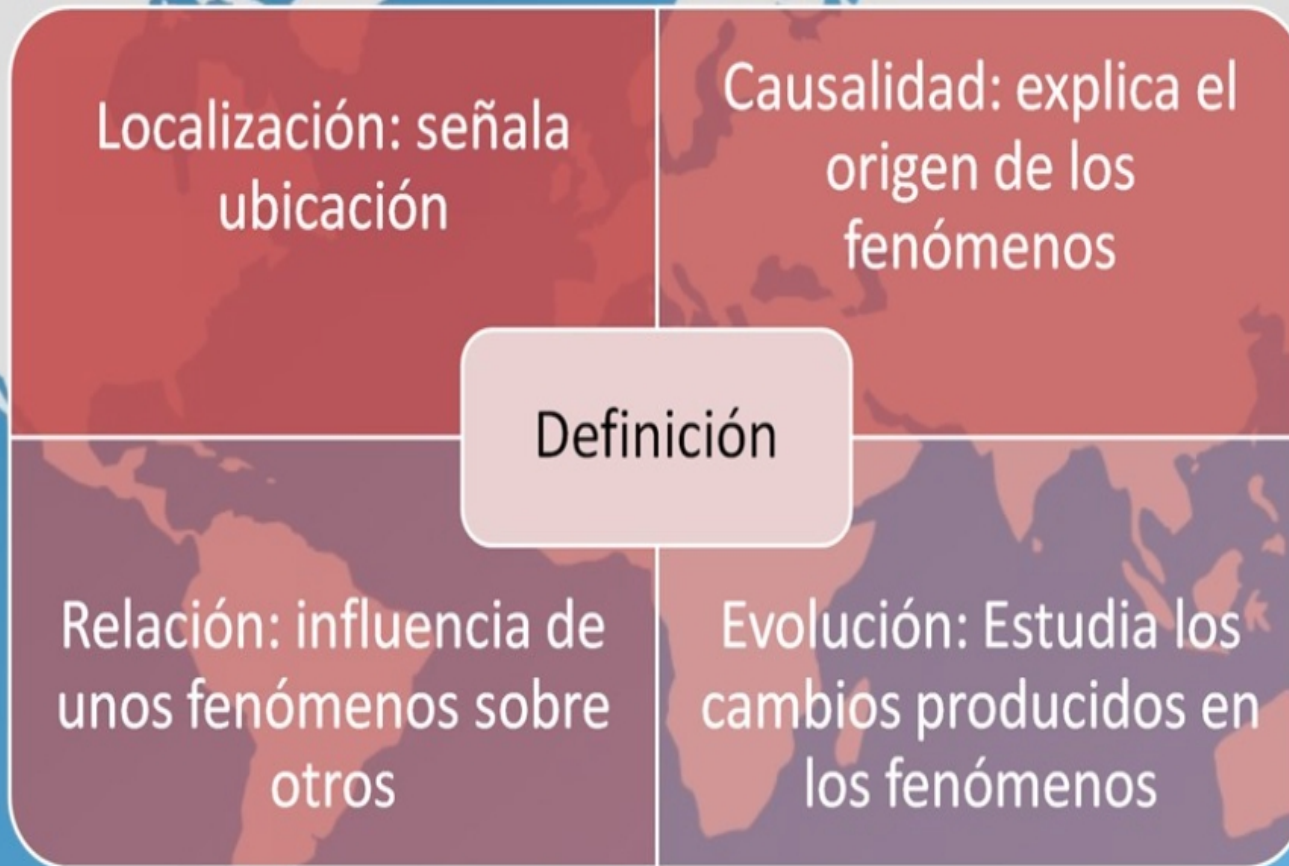 Localización: señala
ubicación
Causalidad: explica el
origen de los
fenómenos
Definición
Relación: influencia de
unos fenómenos sobre
otros
Evolución: Estudia los
cambios producidos en
los fenómenos